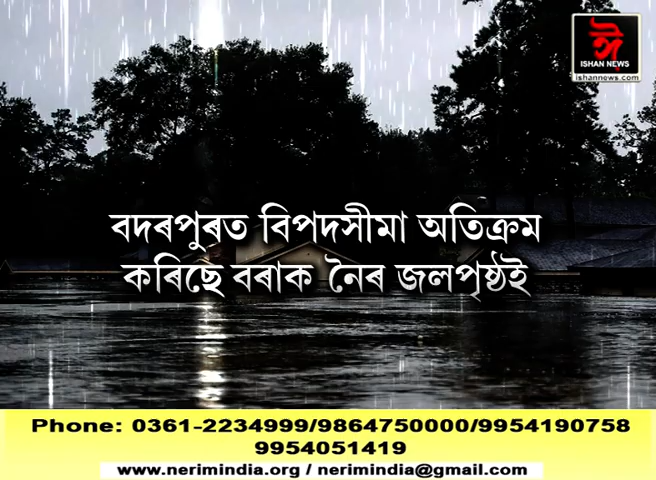 ঈ
ISHAN NEWS
ishannews.com
বদৰপুৰত বিপদসীমা অতিক্ৰম
কৰিছে বৰাক নৈৰ জলপৃষ্ঠই
Phone: 0361-2234999/9864750000/9954190758
9954051419
www.nerimindia.org / nerimindia@gmail.com